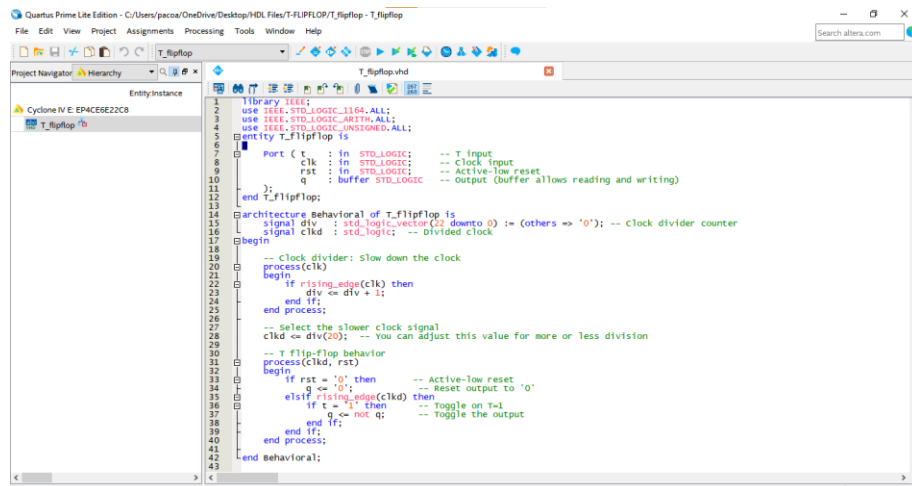 Quartus Prime Lite Edition - C:/Users/pacoa/OneDrive/Desktop/HDL Files/T-FLIPFLOP/T_flipflop - T_flipflop
File Edit View Project Assignments Processing Tools Window Help
Search altera.com
T_flipflop
Project Navigator Hierarchy
T_flipflop.vhd
Entity:Instance
Cyclone IV E: EP4CE6E22C8
T_flipflop
267
268
1 library IEEE;
2 use IEEE.STD_LOGIC_1164.ALL;
3 use IEEE.STD_LOGIC_ARITH.ALL;
4 use IEEE.STD_LOGIC_UNSIGNED.ALL;
5 entity T_flipflop is
6
7 Port ( t : in STD_LOGIC; -- T input
8 clk : in STD_LOGIC; -- Clock input
9 rst : in STD_LOGIC; -- Active-low reset
10 q : buffer STD_LOGIC -- Output (buffer allows reading and writing)
11 );
12 end T_flipflop;
13
14 architecture Behavioral of T_flipflop is
15 signal div : std_logic_vector(22 downto 0) := (others => '0'); -- Clock divider counter
16 signal clkd : std_logic; -- Divided clock
17 begin
18
19 -- Clock divider: Slow down the clock
20 process(clk)
21 begin
22 if rising_edge(clk) then
23 div <= div + 1;
24 end if;
25 end process;
26
27 -- Select the slower clock signal
28 clkd <= div(20); -- You can adjust this value for more or less division
29
30 -- T flip-flop behavior
31 process(clkd, rst)
32 begin
33 if rst = '0' then -- Active-low reset
34 q <= '0'; -- Reset output to '0'
35 elsif rising_edge(clkd) then
36 if t = '1' then -- Toggle on T=1
37 q <= not q; -- Toggle the output
38 end if;
39 end if;
40 end process;
41
42 end Behavioral;
43